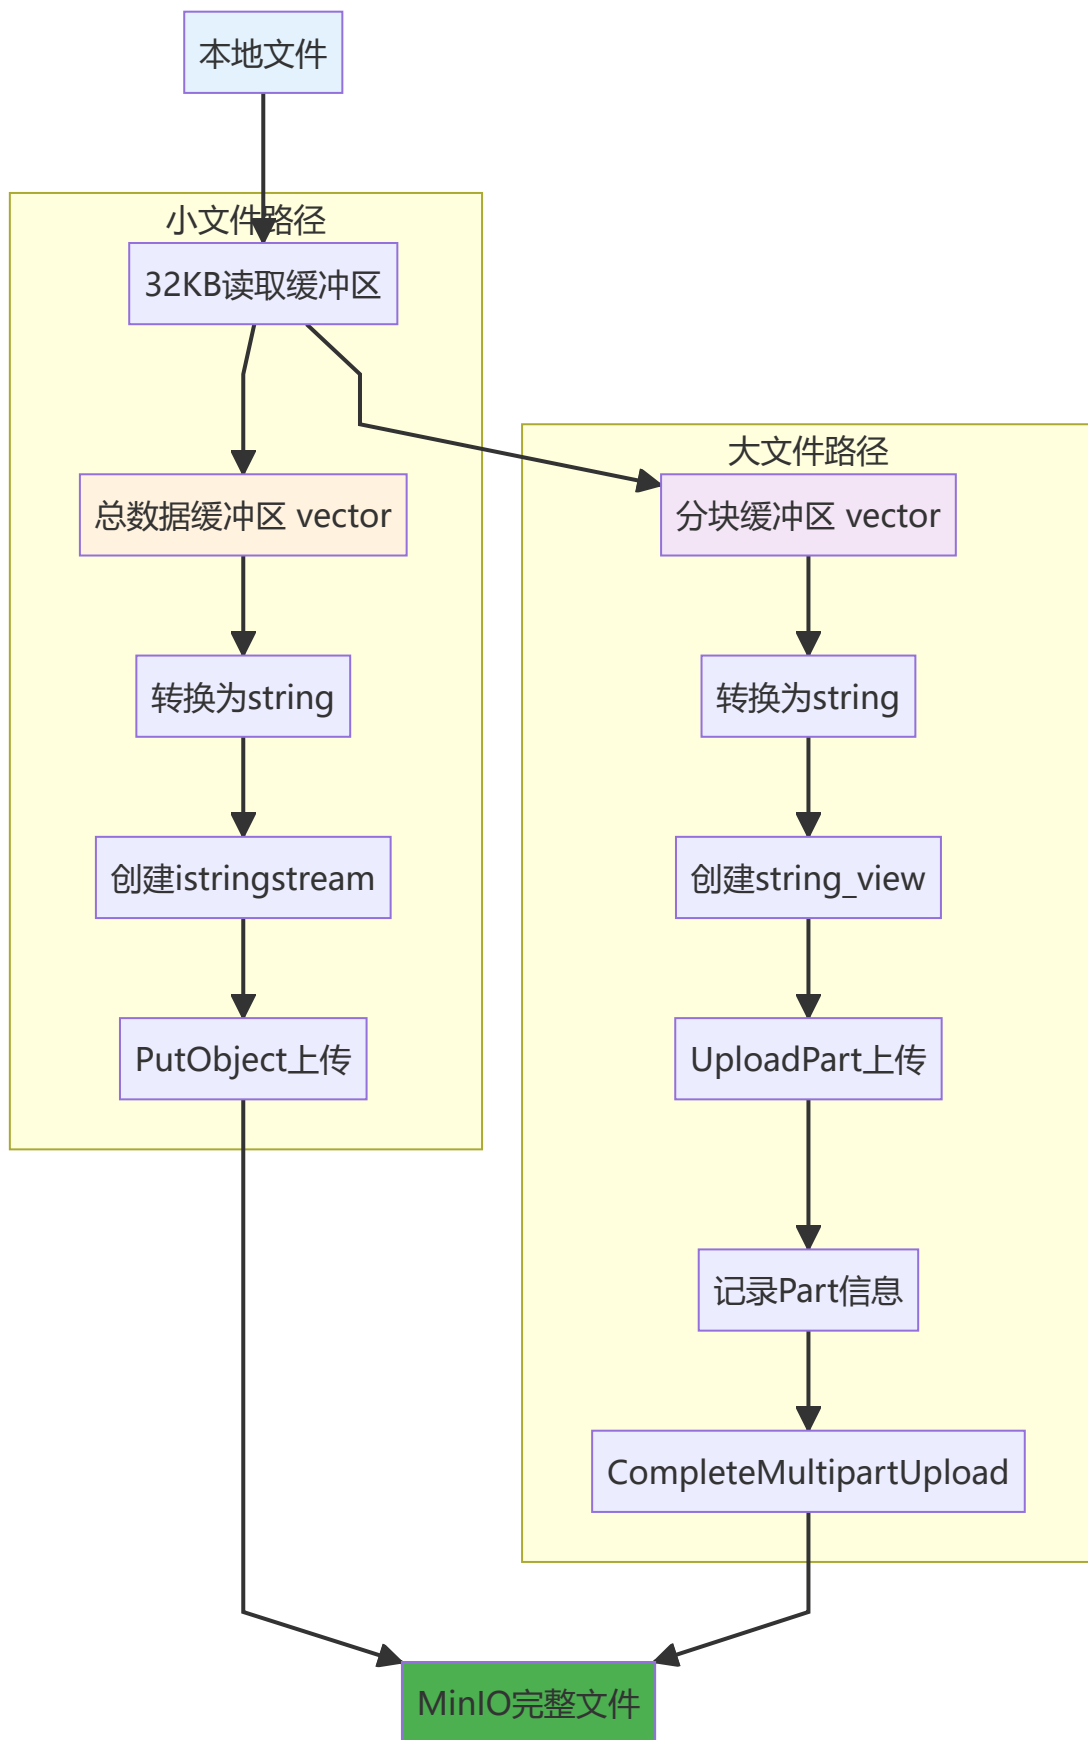 本地文件
小文件路径
32KB读取缓冲区
总数据缓冲区 vector
转换为string
创建istringstream
PutObject上传
大文件路径
分块缓冲区 vector
转换为string
创建string_view
UploadPart上传
记录Part信息
CompleteMultipartUpload
MinIO完整文件